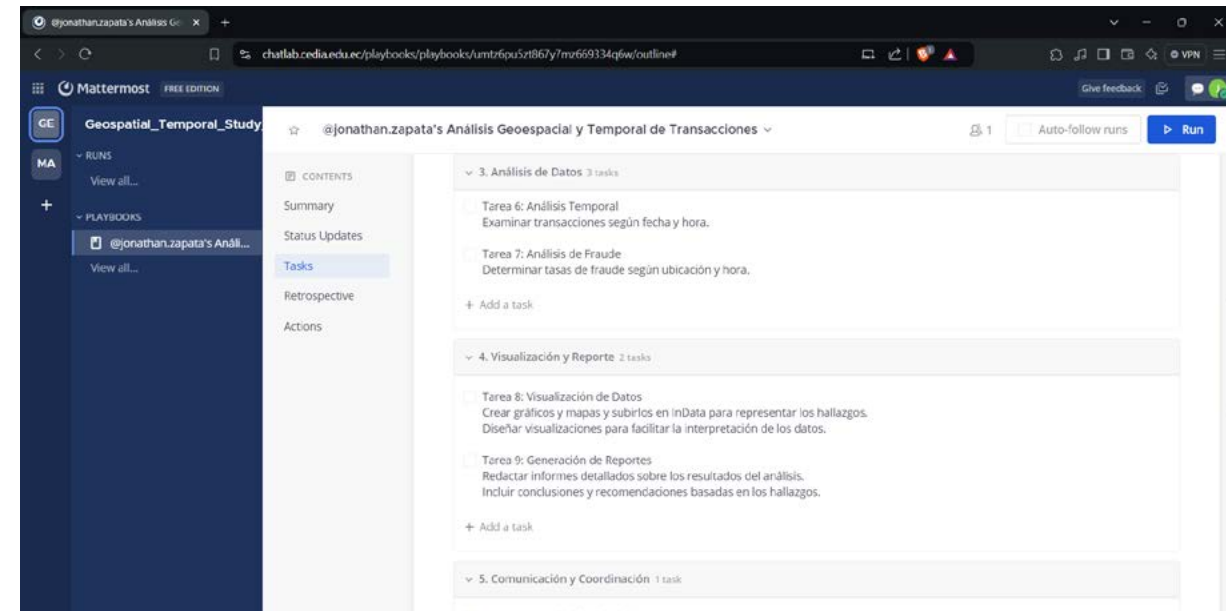 @jonathan.zapata's Análisis Ge
chatlab.cedia.edu.ec/playbooks/playbooks/umtzr6pu5zt867y7mz669334q6w/outline#
VPN
Mattermost FREE EDITION
Give feedback
GE
Geospatial_Temporal_Study
@jonathan.zapata's Análisis Geoespacial y Temporal de Transacciones
1
Auto-follow runs
Run
MA
RUNS
View all...
PLAYBOOKS
@jonathan.zapata's Análi...
View all...
CONTENTS
Summary
Status Updates
Tasks
Retrospective
Actions
3. Análisis de Datos 3 tasks
Tarea 6: Análisis Temporal
Examinar transacciones según fecha y hora.
Tarea 7: Análisis de Fraude
Determinar tasas de fraude según ubicación y hora.
+ Add a task
4. Visualización y Reporte 2 tasks
Tarea 8: Visualización de Datos
Crear gráficos y mapas y subirlos en InData para representar los hallazgos.
Diseñar visualizaciones para facilitar la interpretación de los datos.
Tarea 9: Generación de Reportes
Redactar informes detallados sobre los resultados del análisis.
Incluir conclusiones y recomendaciones basadas en los hallazgos.
+ Add a task
5. Comunicación y Coordinación 1 task